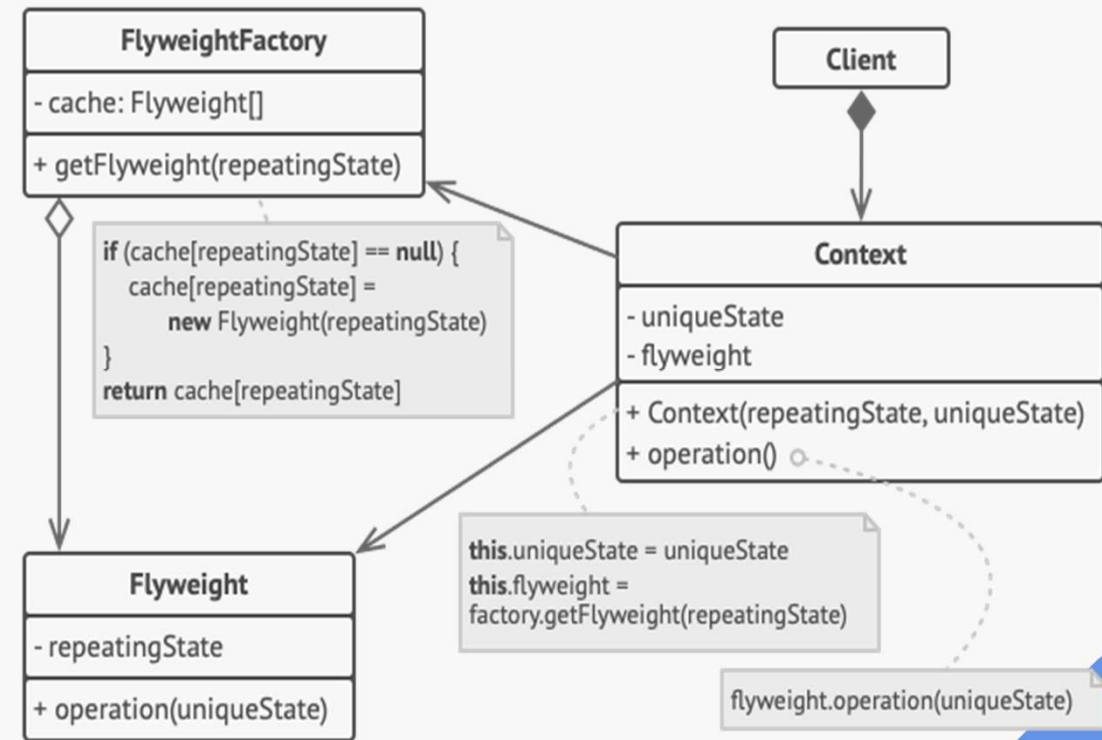 FlyweightFactory
- cache: Flyweight[]
+ getFlyweight(repeatingState)
if (cache[repeatingState] == null) {
cache[repeatingState] =
new Flyweight(repeatingState)
}
return cache[repeatingState]
Client
Context
- uniqueState
- flyweight
+ Context(repeatingState, uniqueState)
+ operation()
this.uniqueState = uniqueState
this.flyweight =
factory.getFlyweight(repeatingState)
flyweight.operation(uniqueState)
Flyweight
- repeatingState
+ operation(uniqueState)